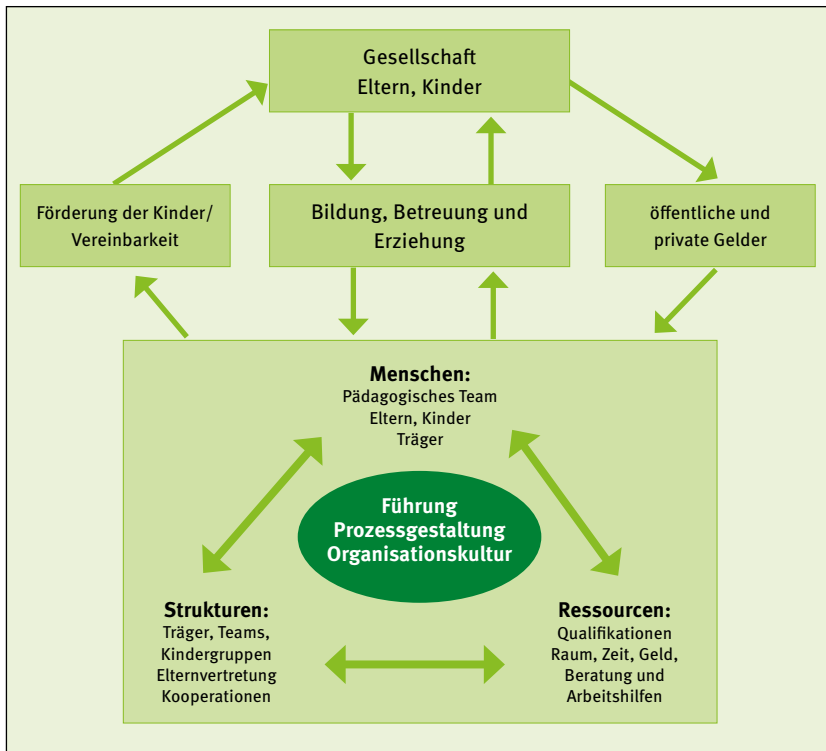 Gesellschaft
Eltern, Kinder
Förderung der Kinder/
Vereinbarkeit
Bildung, Betreuung und
Erziehung
öffentliche und
private Gelder
Menschen:
Pädagogisches Team
Eltern, Kinder
Träger
Führung
Prozessgestaltung
Organisationskultur
Strukturen:
Träger, Teams,
Kindergruppen
Elternvertretung
Kooperationen
Ressourcen:
Qualifikationen
Raum, Zeit, Geld,
Beratung und
Arbeitshilfen